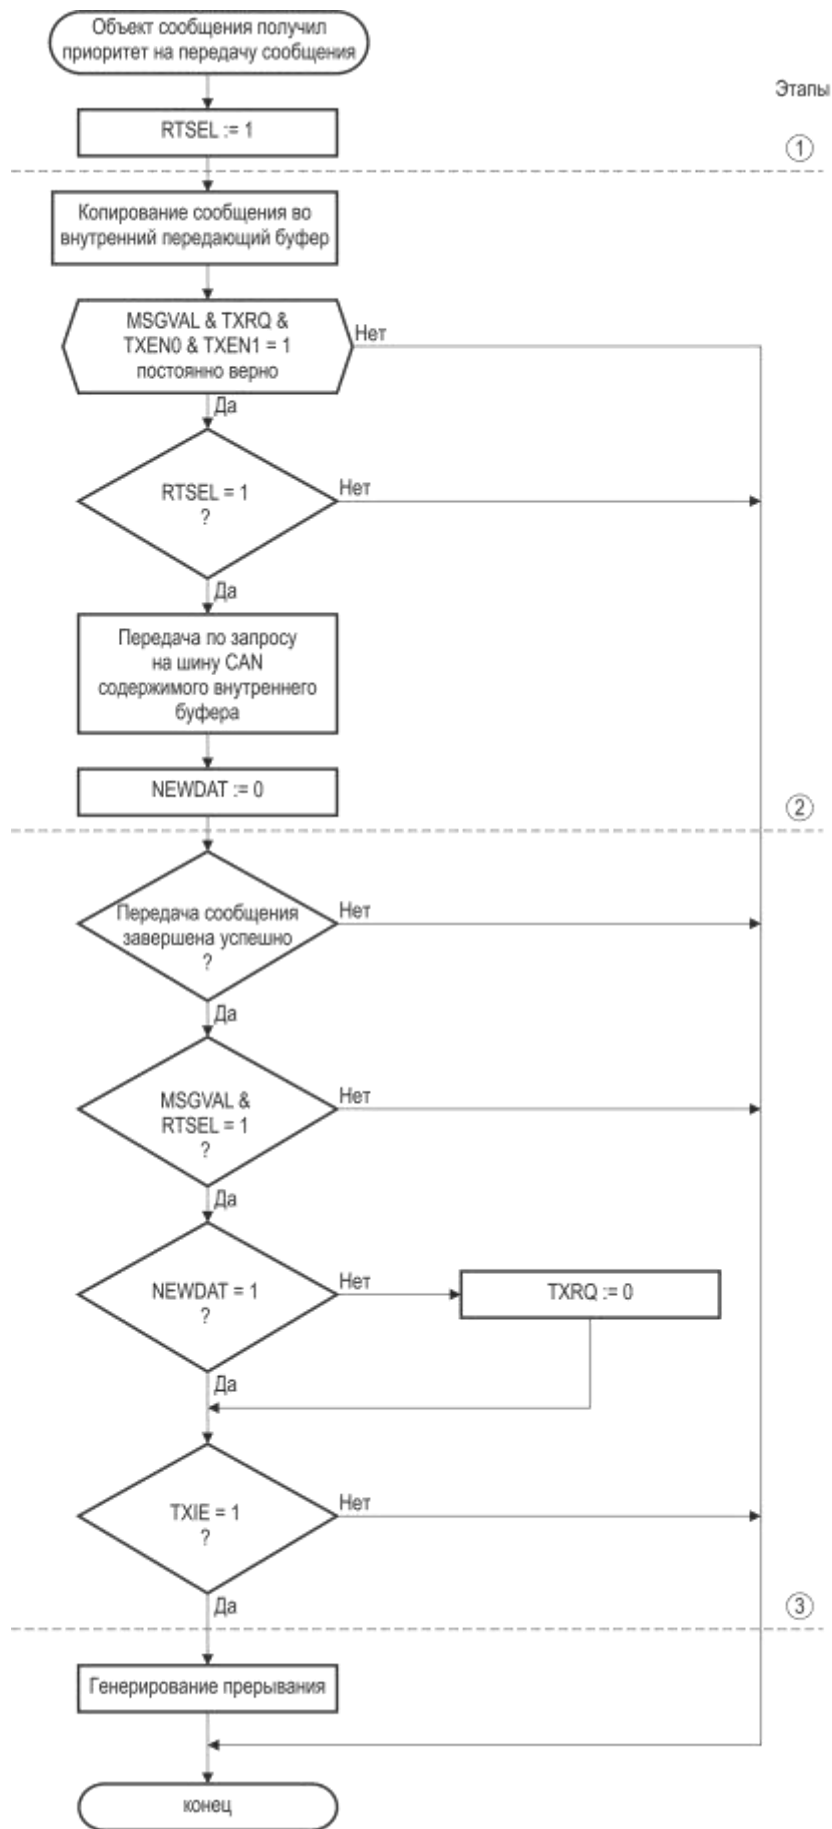 Объект сообщения получил
приоритет на передачу сообщения
Этапы
RTSEL := 1
1
Копирование сообщения во
внутренний передающий буфер
MSGVAL & TXRQ &
TXEN0 & TXEN1 = 1
постоянно верно
Нет
Да
RTSEL = 1
?
Нет
Да
Передача по запросу
на шину CAN
содержимого внутреннего
буфера
NEWDAT := 0
2
Передача сообщения
завершена успешно
?
Нет
Да
MSGVAL &
RTSEL = 1
?
Нет
Да
NEWDAT = 1
?
Нет
TXRQ := 0
Да
TXIE = 1
?
Нет
Да
3
Генерирование прерывания
конец